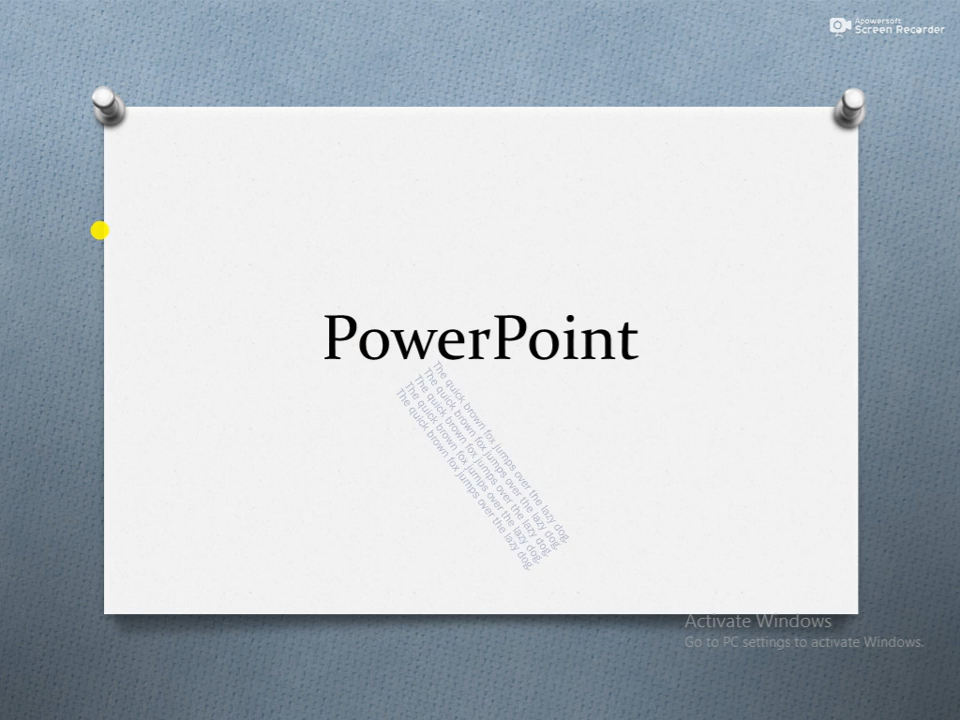 Apowersoft
Screen Recorder
PowerPoint
The quick brown fox jumps over the lazy dog.
The quick brown fox jumps over the lazy dog.
The quick brown fox jumps over the lazy dog.
The quick brown fox jumps over the lazy dog.
The quick brown fox jumps over the lazy dog.
Activate Windows
Go to PC settings to activate Windows.